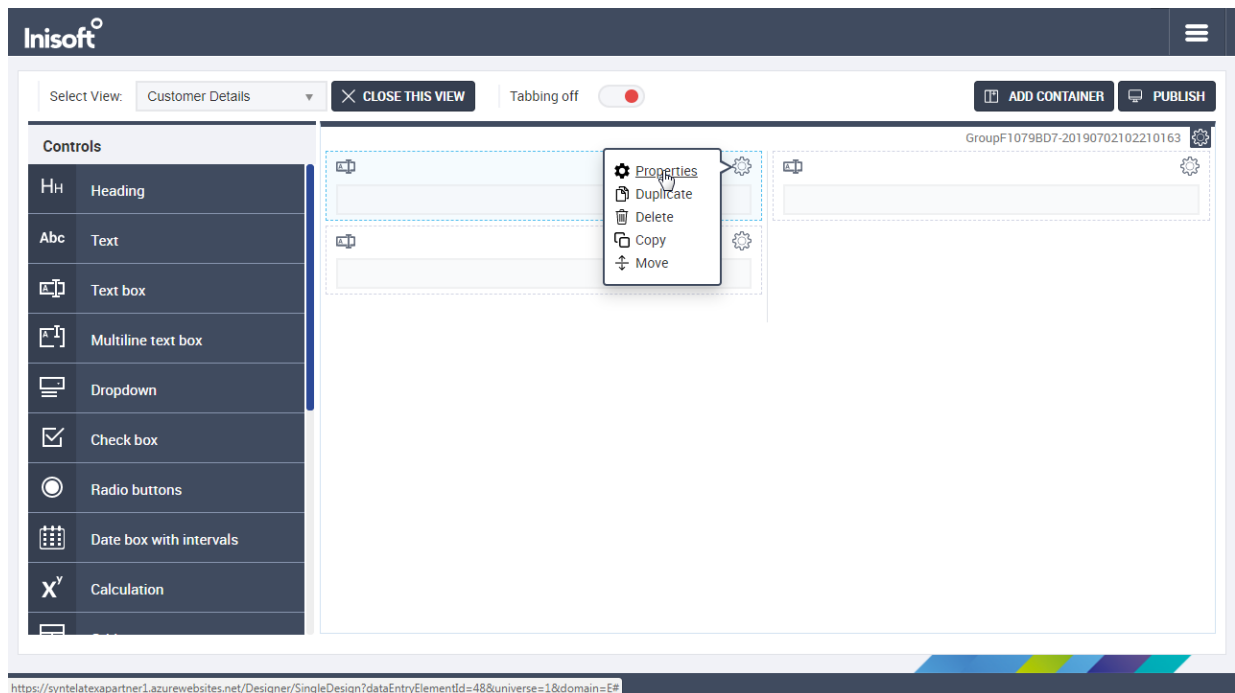 Inisoft
Select View: Customer Details CLOSE THIS VIEW Tabbing off ADD CONTAINER PUBLISH
Controls
GroupF1079BD7-20190702102210163
HH Heading
Abc Text
Text box
Multiline text box
Dropdown
Check box
Radio buttons
Date box with intervals
Xʸ Calculation
Properties
Duplicate
Delete
Copy
Move
https://syntelatexapartner1.azurewebsites.net/Designer/SingleDesign?dataEntryElementId=48&universe=1&domain=E#